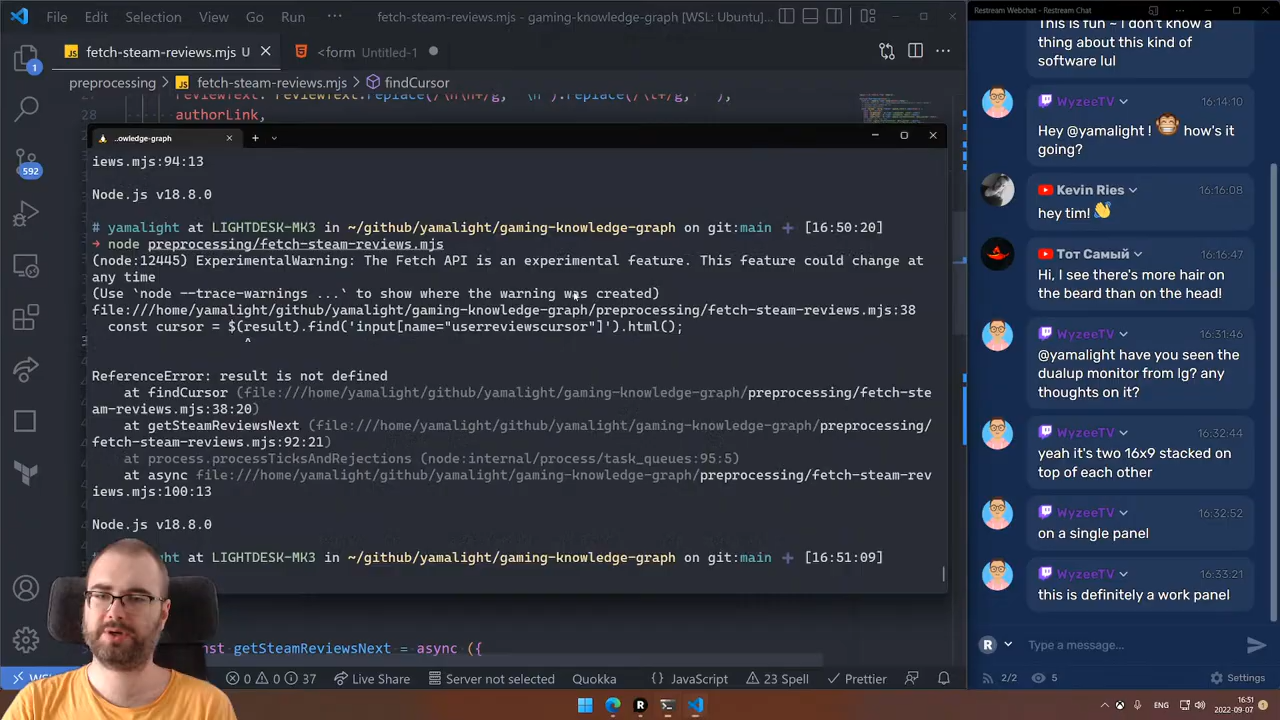 File Edit Selection View Go Run ··· fetch-steam-reviews.mjs - gaming-knowledge-graph [WSL: Ubuntu]
JS fetch-steam-reviews.mjs U
<form Untitled-1
preprocessing > JS fetch-steam-reviews.mjs > findCursor
28 authorLink,
..owledge-graph
iews.mjs:94:13
Node.js v18.8.0
# yamalight at LIGHTDESK-MK3 in ~/github/yamalight/gaming-knowledge-graph on git:main + [16:50:20]
→ node preprocessing/fetch-steam-reviews.mjs
(node:12445) ExperimentalWarning: The Fetch API is an experimental feature. This feature could change at
any time
(Use `node --trace-warnings ...` to show where the warning was created)
file:///home/yamalight/github/yamalight/gaming-knowledge-graph/preprocessing/fetch-steam-reviews.mjs:38
const cursor = $(result).find('input[name="userreviewscursor"]').html();
^
ReferenceError: result is not defined
at findCursor (file:///home/yamalight/github/yamalight/gaming-knowledge-graph/preprocessing/fetch-ste
am-reviews.mjs:38:20)
at getSteamReviewsNext (file:///home/yamalight/github/yamalight/gaming-knowledge-graph/preprocessing/
fetch-steam-reviews.mjs:92:21)
at process.processTicksAndRejections (node:internal/process/task_queues:95:5)
at async file:///home/yamalight/github/yamalight/gaming-knowledge-graph/preprocessing/fetch-steam-rev
iews.mjs:100:13
Node.js v18.8.0
at LIGHTDESK-MK3 in ~/github/yamalight/gaming-knowledge-graph on git:main + [16:51:09]
getSteamReviewsNext = async ({
1
592
0 0 37 Live Share Server not selected Quokka {} JavaScript 23 Spell Prettier
Restream Webchat - Restream Chat
This is fun ~ I don't know a
thing about this kind of
software lul
WyzeeTV 16:14:10
Hey @yamalight ! how's it
going?
Kevin Ries 16:16:08
hey tim!
Тот Самый 16:16:47
Hi, I see there's more hair on
the beard than on the head!
WyzeeTV 16:31:46
@yamalight have you seen the
dualup monitor from lg? any
thoughts on it?
WyzeeTV 16:32:44
yeah it's two 16x9 stacked on
top of each other
WyzeeTV 16:32:52
on a single panel
WyzeeTV 16:33:21
this is definitely a work panel
R Type a message...
2/2 5 Settings
ENG 16:51
2022-09-07